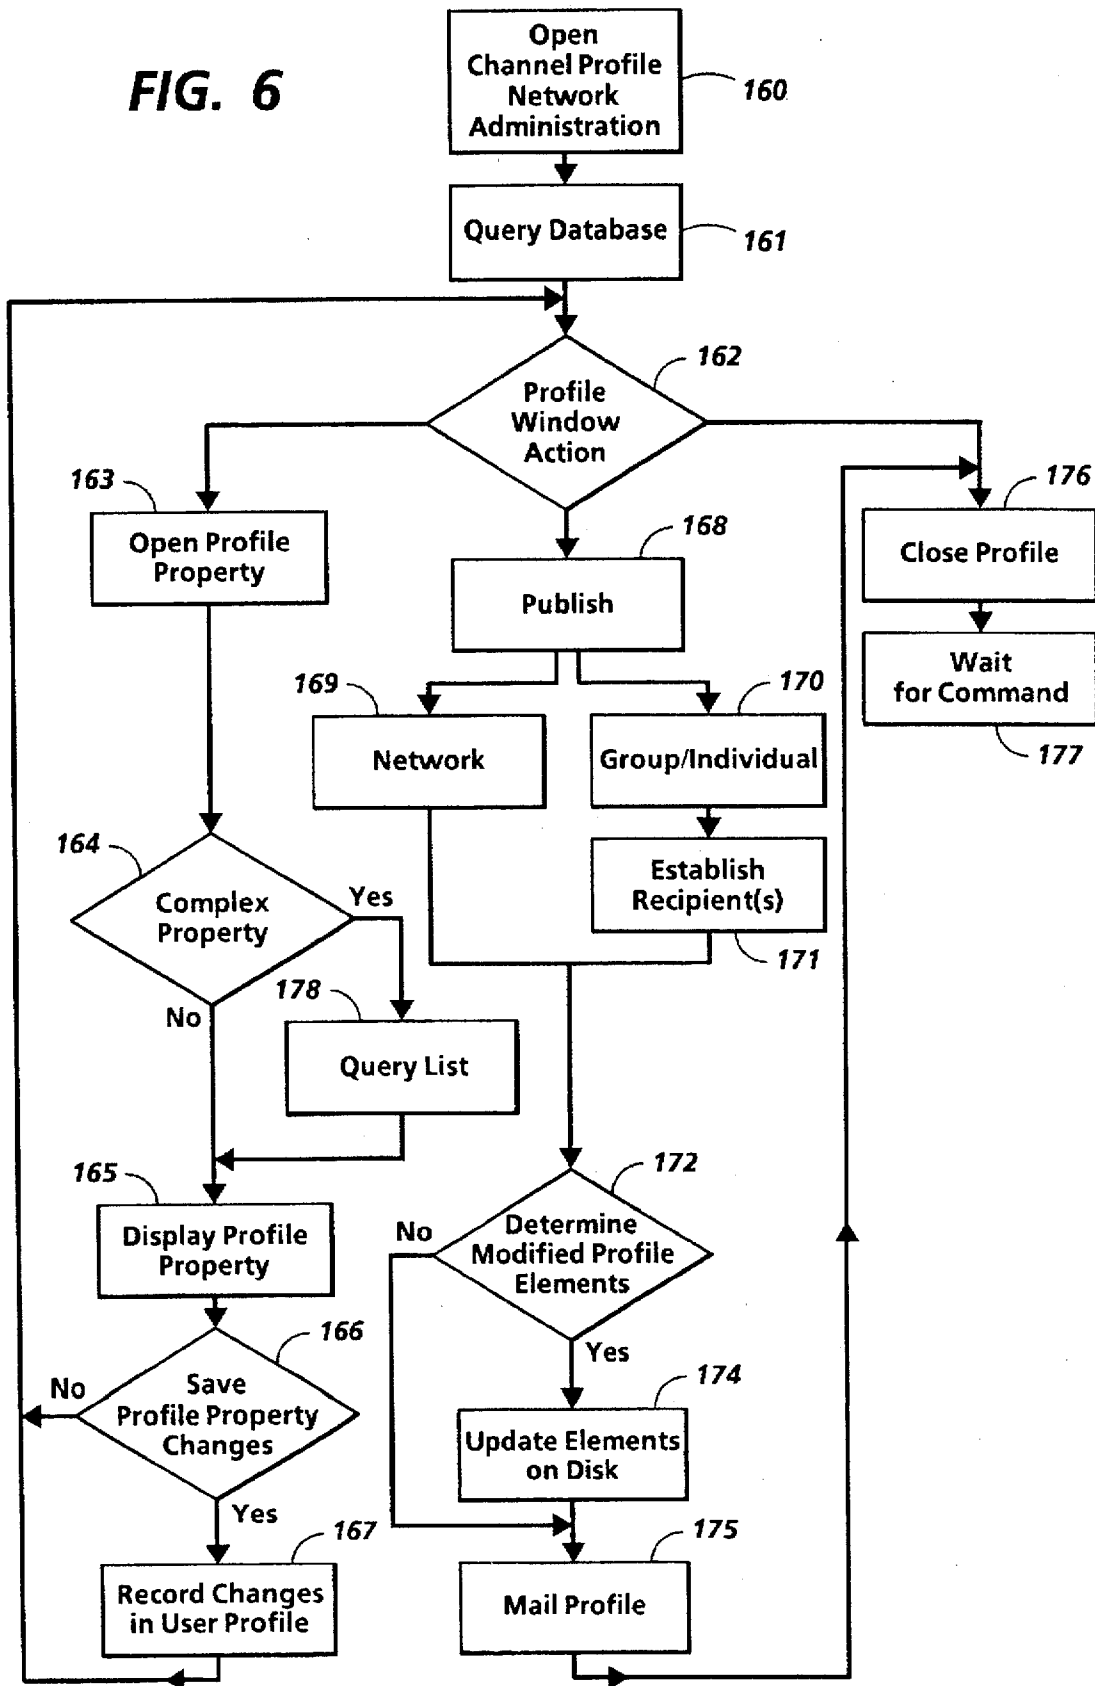 FIG. 6
Open
Channel Profile
Network
Administration
160
Query Database
161
Profile
Window
Action
162
163
Open Profile
Property
168
Publish
176
Close Profile
Wait
for Command
177
169
Network
170
Group/Individual
Establish
Recipient(s)
171
164
Complex
Property
Yes
No
178
Query List
165
Display Profile
Property
172
Determine
Modified Profile
Elements
No
Yes
166
Save
Profile Property
Changes
No
Yes
174
Update Elements
on Disk
167
Record Changes
in User Profile
175
Mail Profile